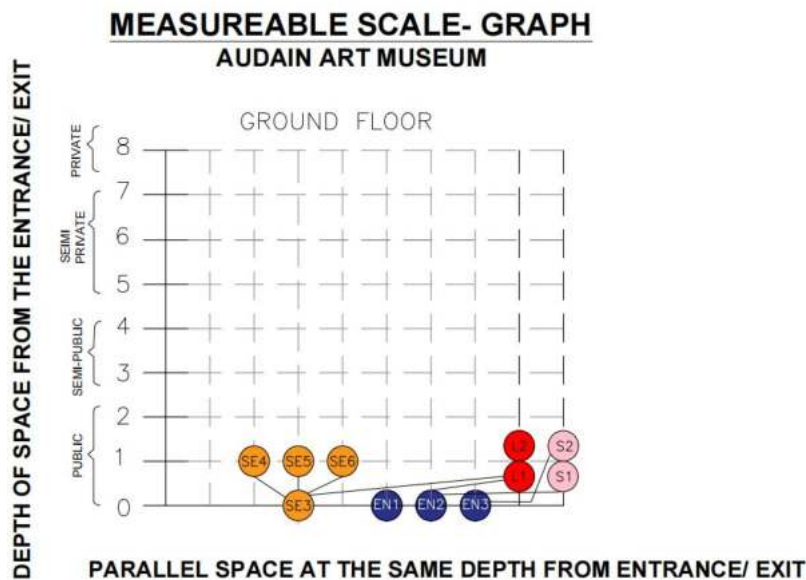 MEASUREABLE SCALE- GRAPH
AUDAIN ART MUSEUM
DEPTH OF SPACE FROM THE ENTRANCE/ EXIT
GROUND FLOOR
PRIVATE
8
7
SEIMI
PRIVATE
6
5
SEMI-PUBLIC
4
3
PUBLIC
2
1
0
L2
S2
SE4
SE5
SE6
L1
S1
SE3
EN1
EN2
EN3
PARALLEL SPACE AT THE SAME DEPTH FROM ENTRANCE/ EXIT